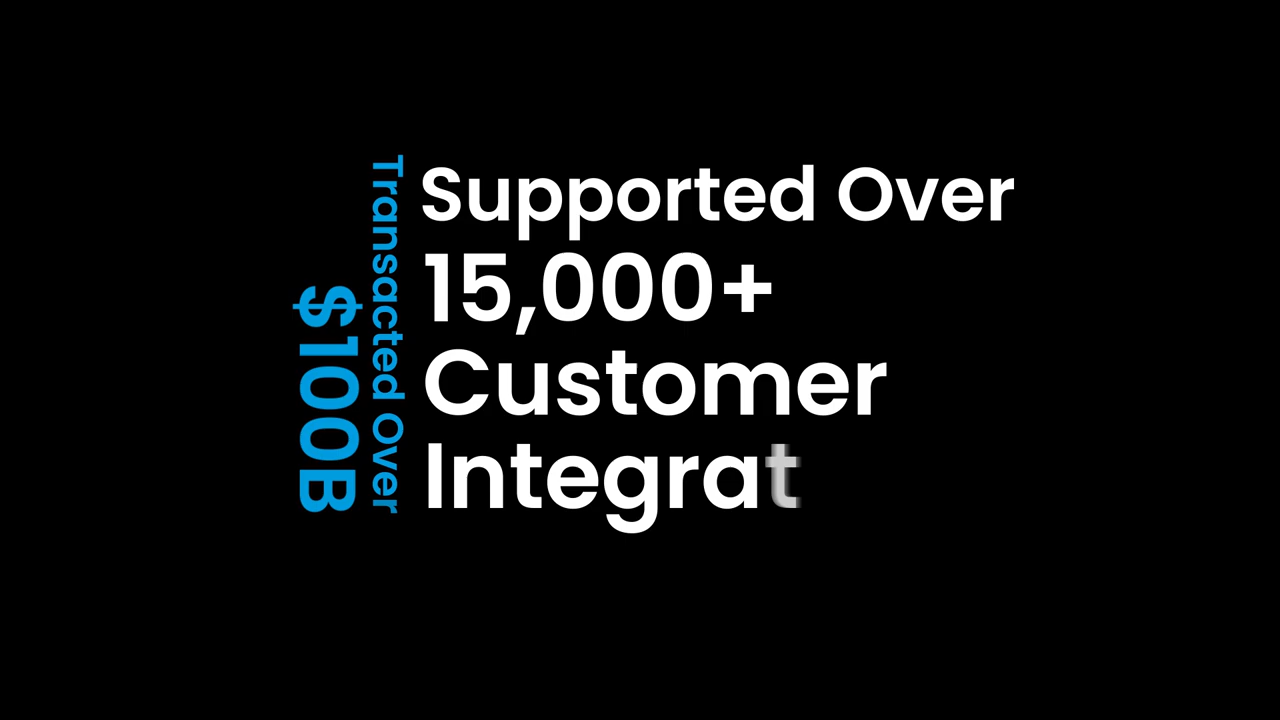 Transacted Over
$100B
Supported Over
15,000+
Customer
Integrat